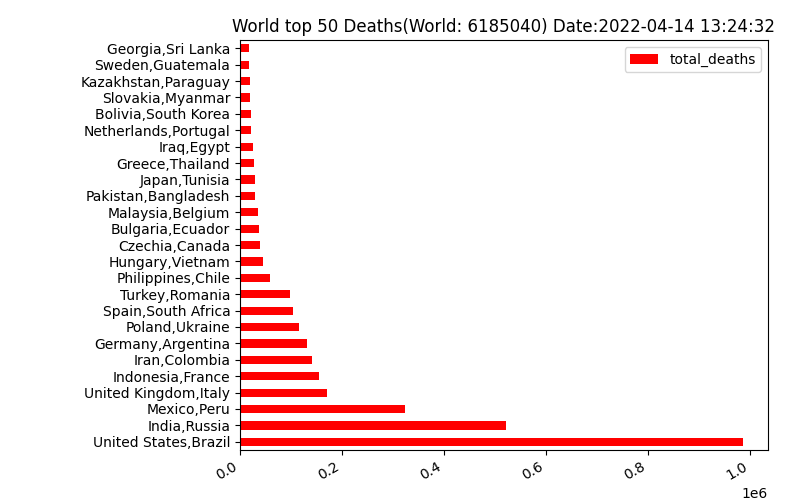 World top 50 Deaths(World: 6185040) Date:2022-04-14 13:24:32
total_deaths
Georgia,Sri Lanka
Sweden,Guatemala
Kazakhstan,Paraguay
Slovakia,Myanmar
Bolivia,South Korea
Netherlands,Portugal
Iraq,Egypt
Greece,Thailand
Japan,Tunisia
Pakistan,Bangladesh
Malaysia,Belgium
Bulgaria,Ecuador
Czechia,Canada
Hungary,Vietnam
Philippines,Chile
Turkey,Romania
Spain,South Africa
Poland,Ukraine
Germany,Argentina
Iran,Colombia
Indonesia,France
United Kingdom,Italy
Mexico,Peru
India,Russia
United States,Brazil
0.0 0.2 0.4 0.6 0.8 1.0
1e6